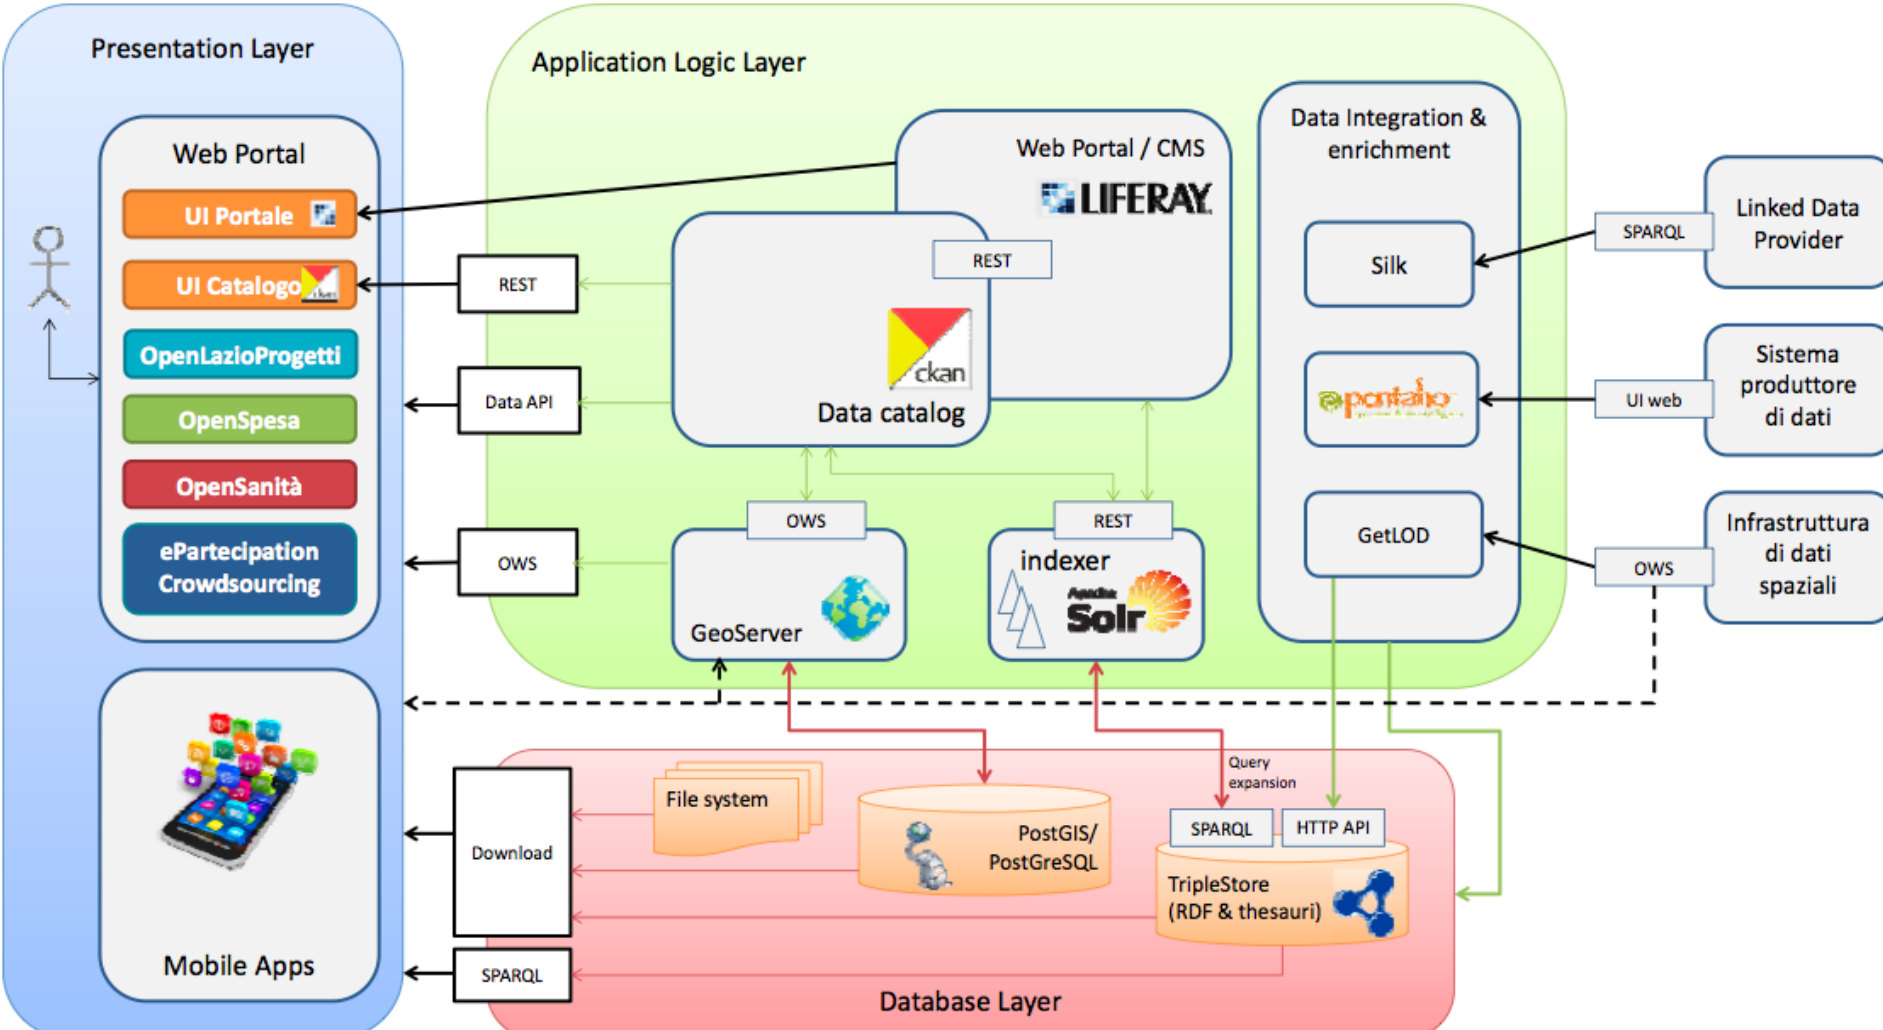 Presentation Layer
Web Portal
UI Portale
UI Catalogo
OpenLazioProgetti
OpenSpesa
OpenSanità
ePartecipation
Crowdsourcing
Mobile Apps
Application Logic Layer
Web Portal / CMS
LIFERAY
REST
ckan
Data catalog
REST
Data API
OWS
OWS
GeoServer
REST
indexer
Apache
Solr
Data Integration &
enrichment
Silk
pentaho
GetLOD
SPARQL
Linked Data
Provider
UI web
Sistema
produttore
di dati
OWS
Infrastruttura
di dati
spaziali
Download
SPARQL
File system
PostGIS/
PostGreSQL
Query
expansion
SPARQL
HTTP API
TripleStore
(RDF & thesauri)
Database Layer